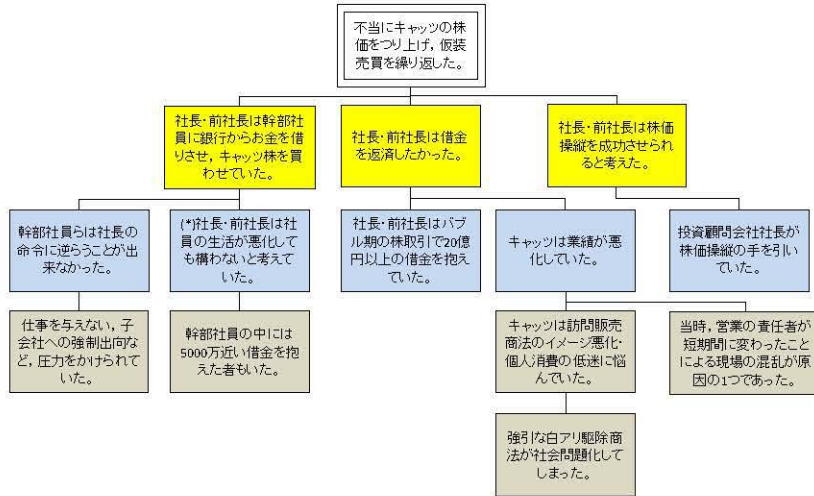 不当にキャッツの株
価をつり上げ，仮装
売買を繰り返した。
社長・前社長は幹部社
員に銀行からお金を借
りさせ，キャッツ株を買
わせていた。
社長・前社長は借金
を返済したかった。
社長・前社長は株価
操縦を成功させられ
ると考えた。
幹部社員らは社長の
命令に逆らうことが出
来なかった。
(*)社長・前社長は社
員の生活が悪化して
も構わないと考えて
いた。
社長・前社長はバブ
ル期の株取引で20億
円以上の借金を抱え
ていた。
キャッツは業績が悪
化していた。
投資顧問会社社長が
株価操縦の手を引い
ていた。
仕事を与えない，子
会社への強制出向な
ど，圧力をかけられて
いた。
幹部社員の中には
5000万近い借金を抱
えた者もいた。
キャッツは訪問販売
商法のイメージ悪化・
個人消費の低迷に悩
んでいた。
当時，営業の責任者が
短期間に変わったこと
による現場の混乱が原
因の1つであった。
強引な白アリ駆除商
法が社会問題化して
しまった。